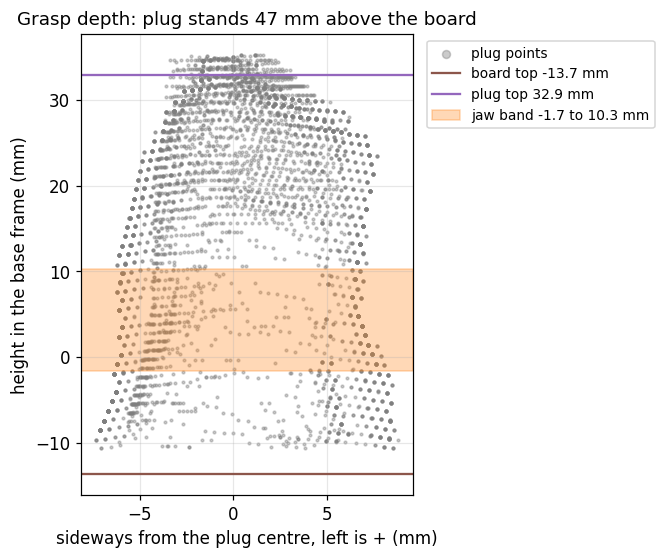 Grasp depth: plug stands 47 mm above the board
plug points
board top -13.7 mm
plug top 32.9 mm
jaw band -1.7 to 10.3 mm
height in the base frame (mm)
30
20
10
0
−10
−5
0
5
sideways from the plug centre, left is + (mm)